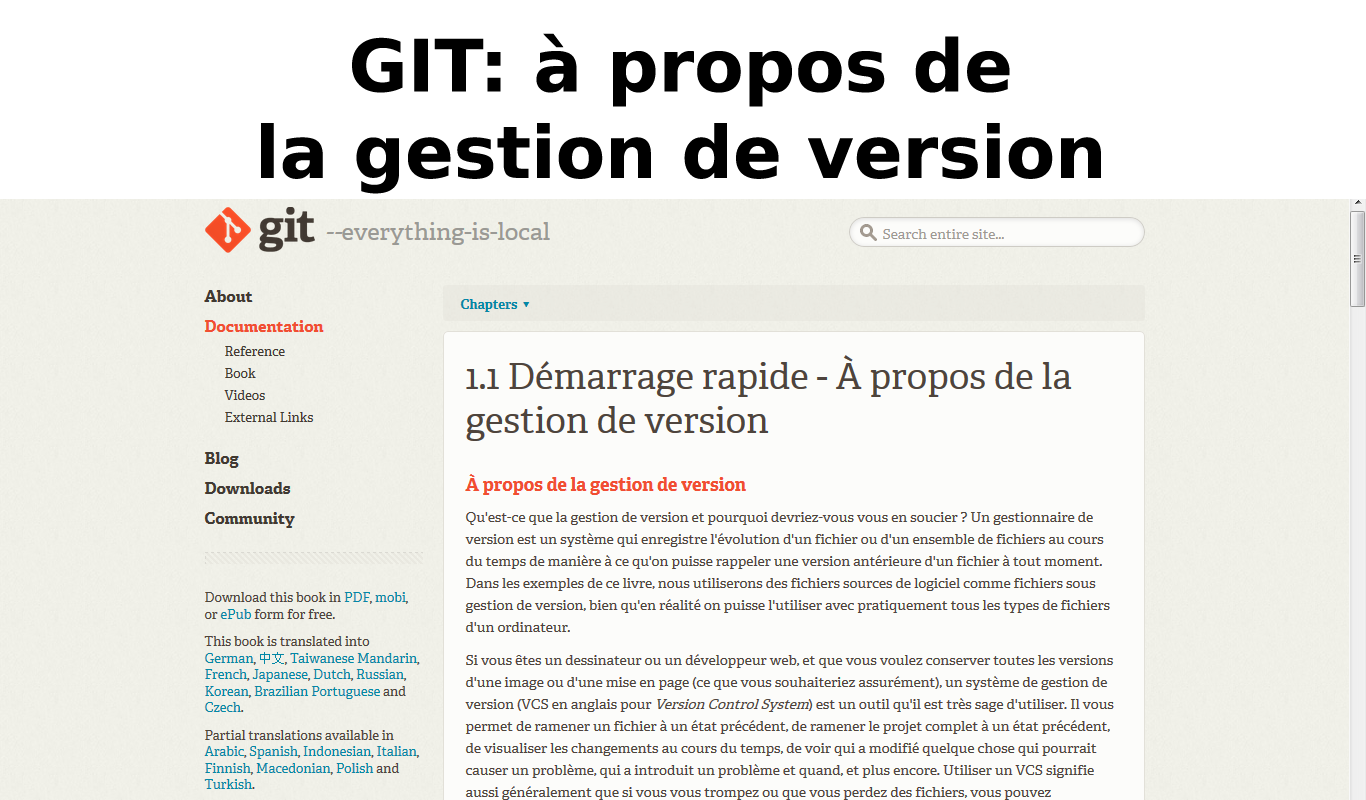 GIT: à propos de
la gestion de version
git --everything-is-local
Search entire site...
About
Documentation
Reference
Book
Videos
External Links
Blog
Downloads
Community
Download this book in PDF, mobi,
or ePub form for free.
This book is translated into
German, 中文, Taiwanese Mandarin,
French, Japanese, Dutch, Russian,
Korean, Brazilian Portuguese and
Czech.
Partial translations available in
Arabic, Spanish, Indonesian, Italian,
Finnish, Macedonian, Polish and
Turkish.
Chapters ▾
1.1 Démarrage rapide - À propos de la
gestion de version
À propos de la gestion de version
Qu'est-ce que la gestion de version et pourquoi devriez-vous vous en soucier ? Un gestionnaire de
version est un système qui enregistre l'évolution d'un fichier ou d'un ensemble de fichiers au cours
du temps de manière à ce qu'on puisse rappeler une version antérieure d'un fichier à tout moment.
Dans les exemples de ce livre, nous utiliserons des fichiers sources de logiciel comme fichiers sous
gestion de version, bien qu'en réalité on puisse l'utiliser avec pratiquement tous les types de fichiers
d'un ordinateur.
Si vous êtes un dessinateur ou un développeur web, et que vous voulez conserver toutes les versions
d'une image ou d'une mise en page (ce que vous souhaiteriez assurément), un système de gestion de
version (VCS en anglais pour Version Control System) est un outil qu'il est très sage d'utiliser. Il vous
permet de ramener un fichier à un état précédent, de ramener le projet complet à un état précédent,
de visualiser les changements au cours du temps, de voir qui a modifié quelque chose qui pourrait
causer un problème, qui a introduit un problème et quand, et plus encore. Utiliser un VCS signifie
aussi généralement que si vous vous trompez ou que vous perdez des fichiers, vous pouvez